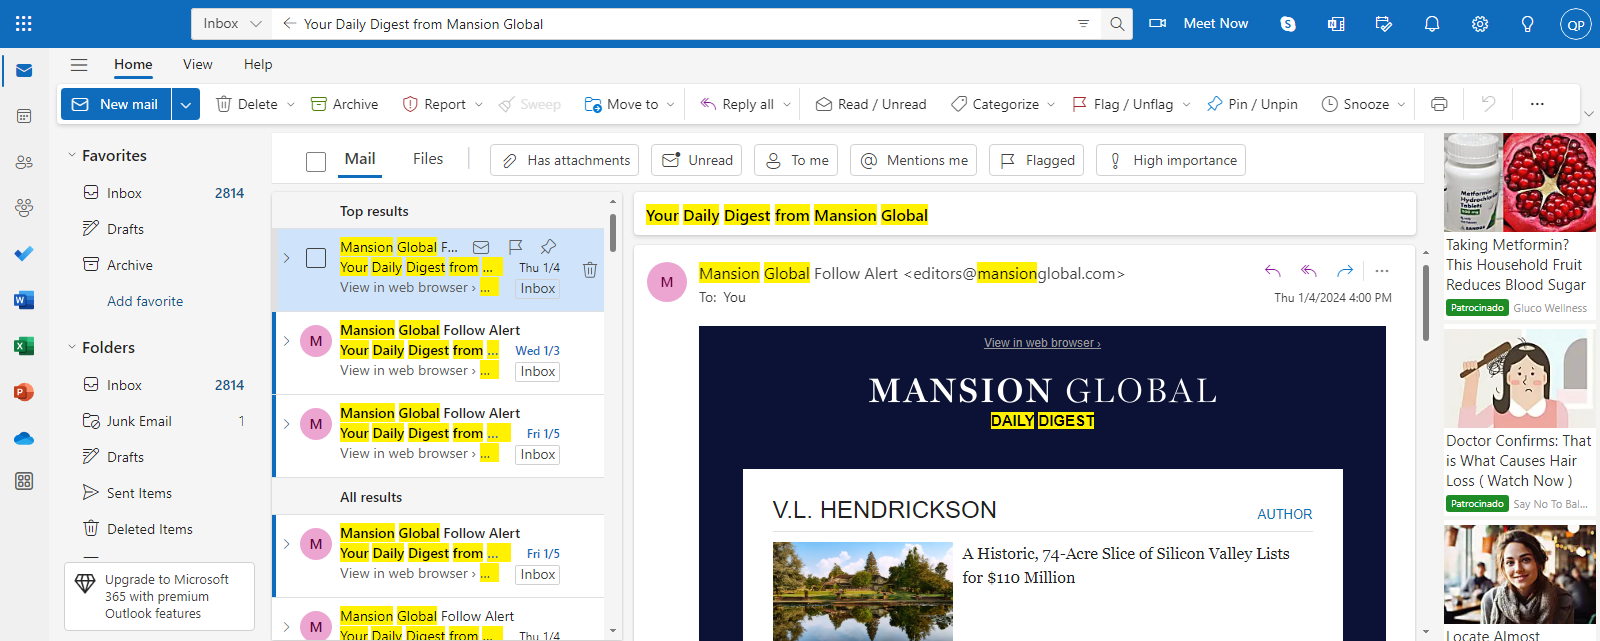 Inbox
Your Daily Digest from Mansion Global
Meet Now
QP
Home
View
Help
New mail
Delete
Archive
Report
Sweep
Move to
Reply all
Read / Unread
Categorize
Flag / Unflag
Pin / Unpin
Snooze
Favorites
Inbox 2814
Drafts
Archive
Add favorite
Folders
Inbox 2814
Junk Email 1
Drafts
Sent Items
Deleted Items
Upgrade to Microsoft
365 with premium
Outlook features
Mail
Files
Has attachments
Unread
To me
Mentions me
Flagged
High importance
Top results
Mansion Global F...
Your Daily Digest from ... Thu 1/4
View in web browser › ... Inbox
M
Mansion Global Follow Alert
Your Daily Digest from ... Wed 1/3
View in web browser › ... Inbox
M
Mansion Global Follow Alert
Your Daily Digest from ... Fri 1/5
View in web browser › ... Inbox
All results
M
Mansion Global Follow Alert
Your Daily Digest from ... Fri 1/5
View in web browser › ... Inbox
M
Mansion Global Follow Alert
Your Daily Digest from ... Thu 1/4
Your Daily Digest from Mansion Global
M
Mansion Global Follow Alert <editors@mansionglobal.com>
To: You
Thu 1/4/2024 4:00 PM
View in web browser ›
MANSION GLOBAL
DAILY DIGEST
V.L. HENDRICKSON
AUTHOR
A Historic, 74-Acre Slice of Silicon Valley Lists
for $110 Million
Metformin
Hydrochloride
Tablets
Taking Metformin?
This Household Fruit
Reduces Blood Sugar
Patrocinado Gluco Wellness
Doctor Confirms: That
is What Causes Hair
Loss ( Watch Now )
Patrocinado Say No To Bal...
Locate Almost